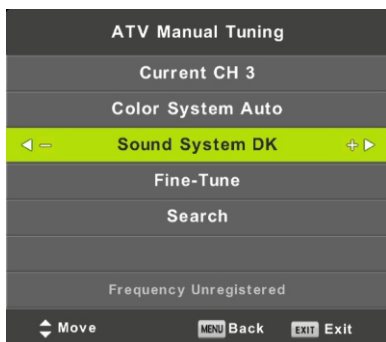 ATV Manual Tuning
Current CH 3
Color System Auto
Sound System DK
Fine-Tune
Search
Frequency Unregistered
Move MENU Back EXIT Exit